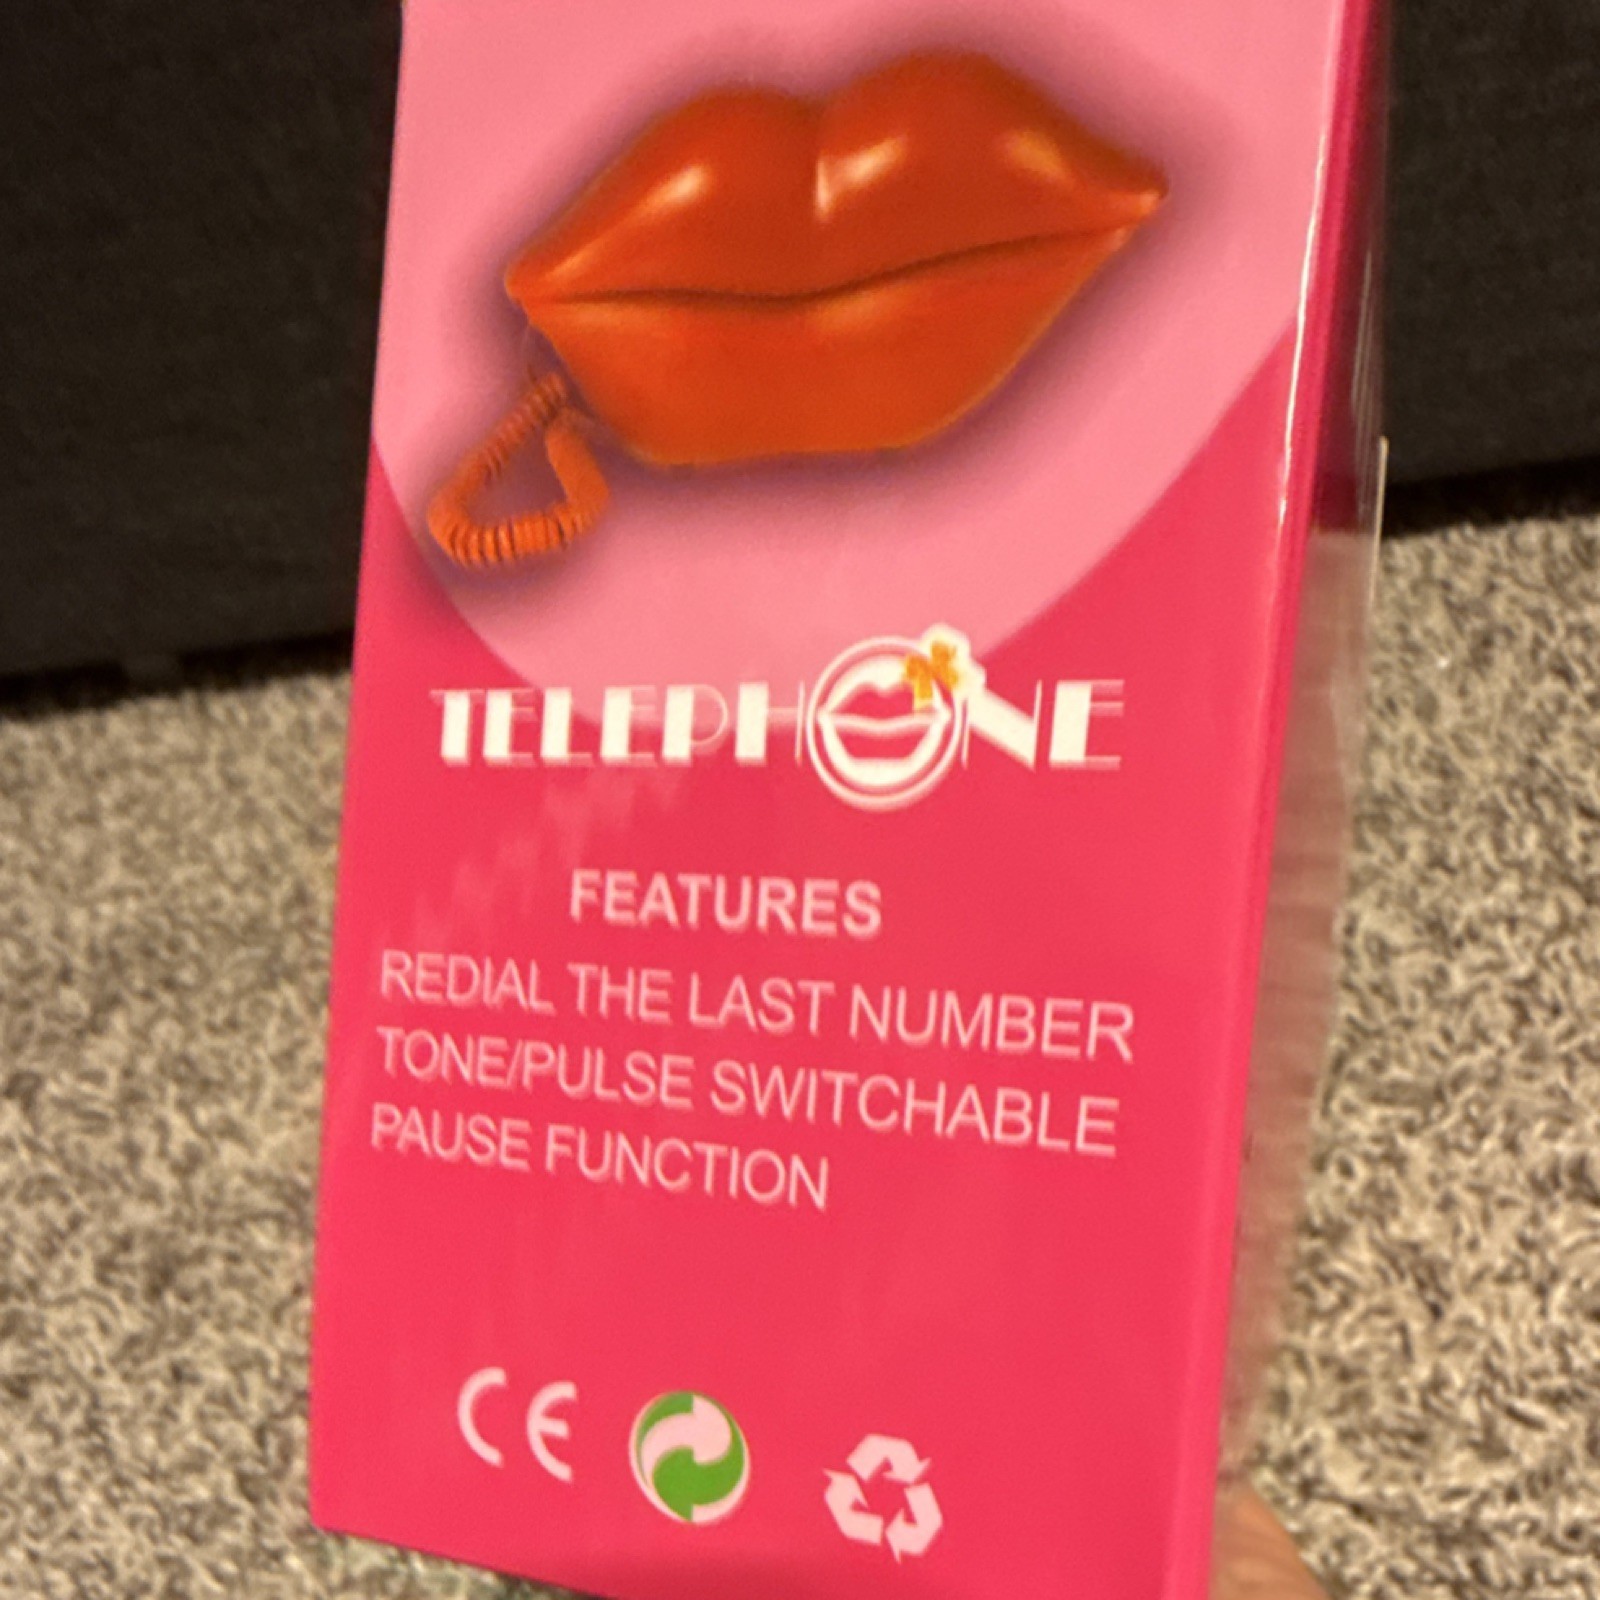 TELEPHONE
FEATURES
REDIAL THE LAST NUMBER
TONE/PULSE SWITCHABLE
PAUSE FUNCTION
CE